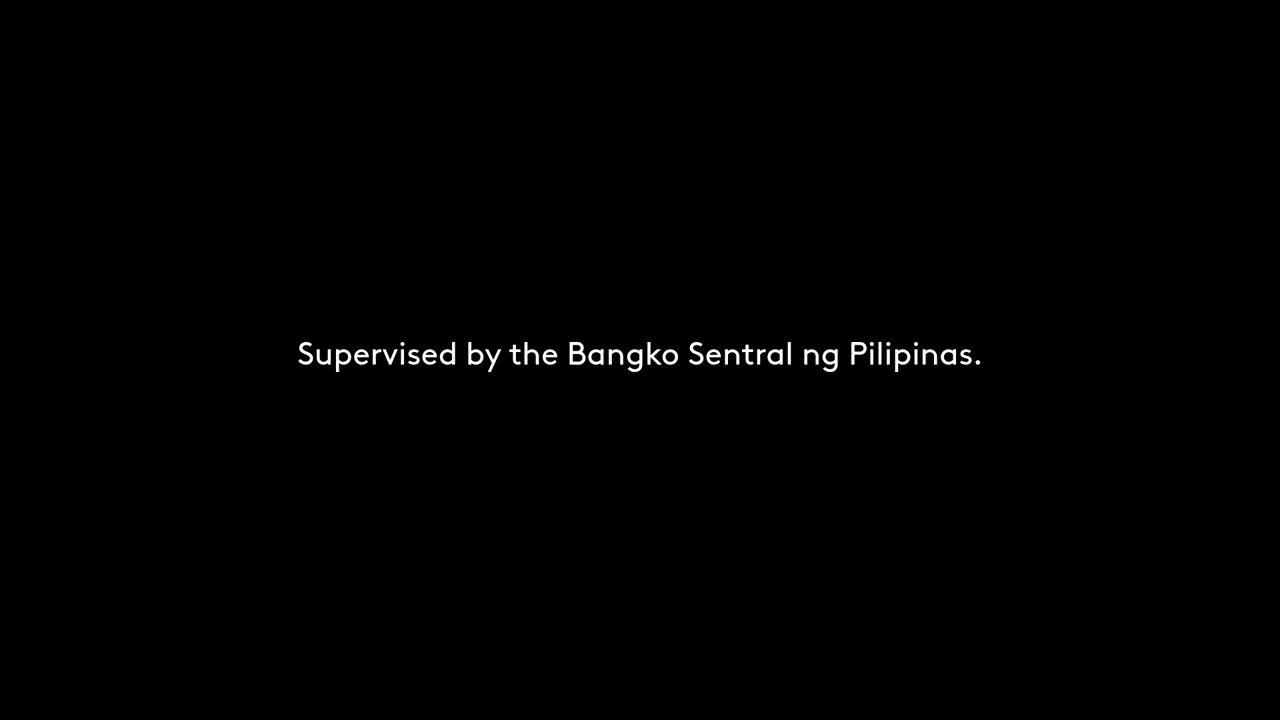 Supervised by the Bangko Sentral ng Pilipinas.